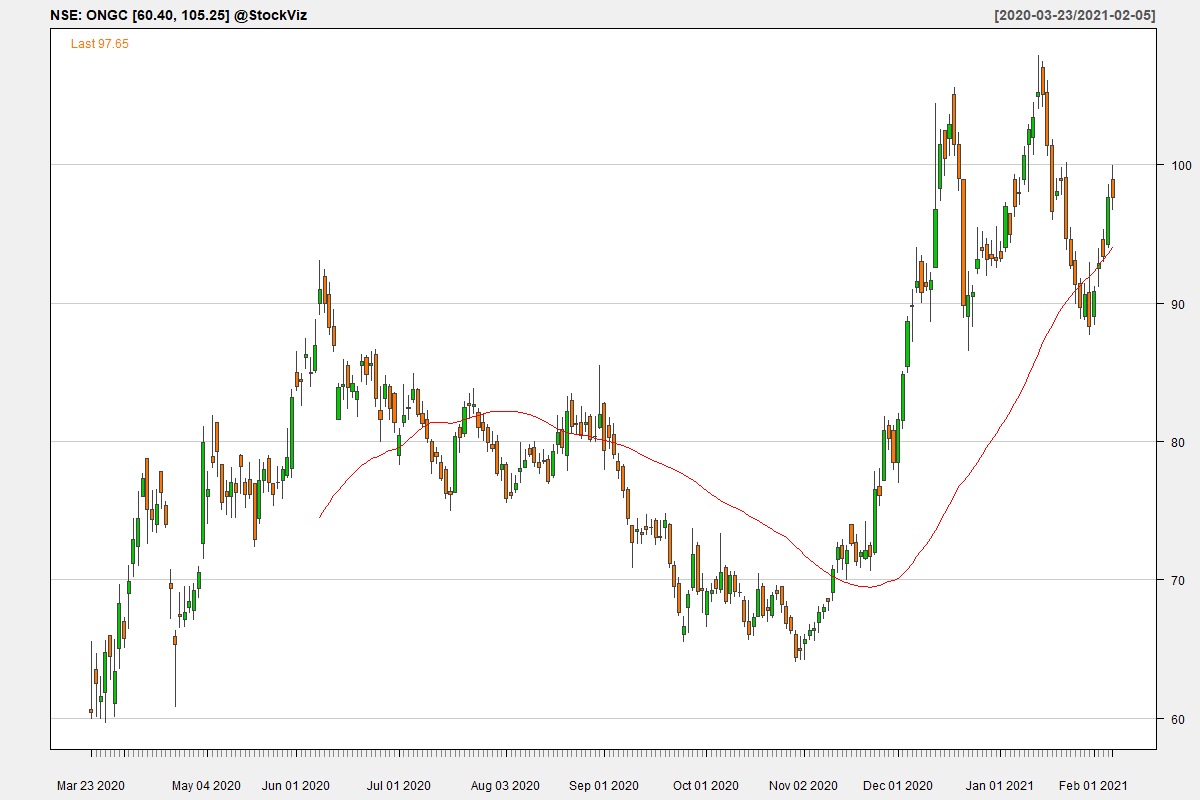 NSE: ONGC [60.40, 105.25] @StockViz
[2020-03-23/2021-02-05]
Last 97.65
100
90
80
70
60
Mar 23 2020 May 04 2020 Jun 01 2020 Jul 01 2020 Aug 03 2020 Sep 01 2020 Oct 01 2020 Nov 02 2020 Dec 01 2020 Jan 01 2021 Feb 01 2021